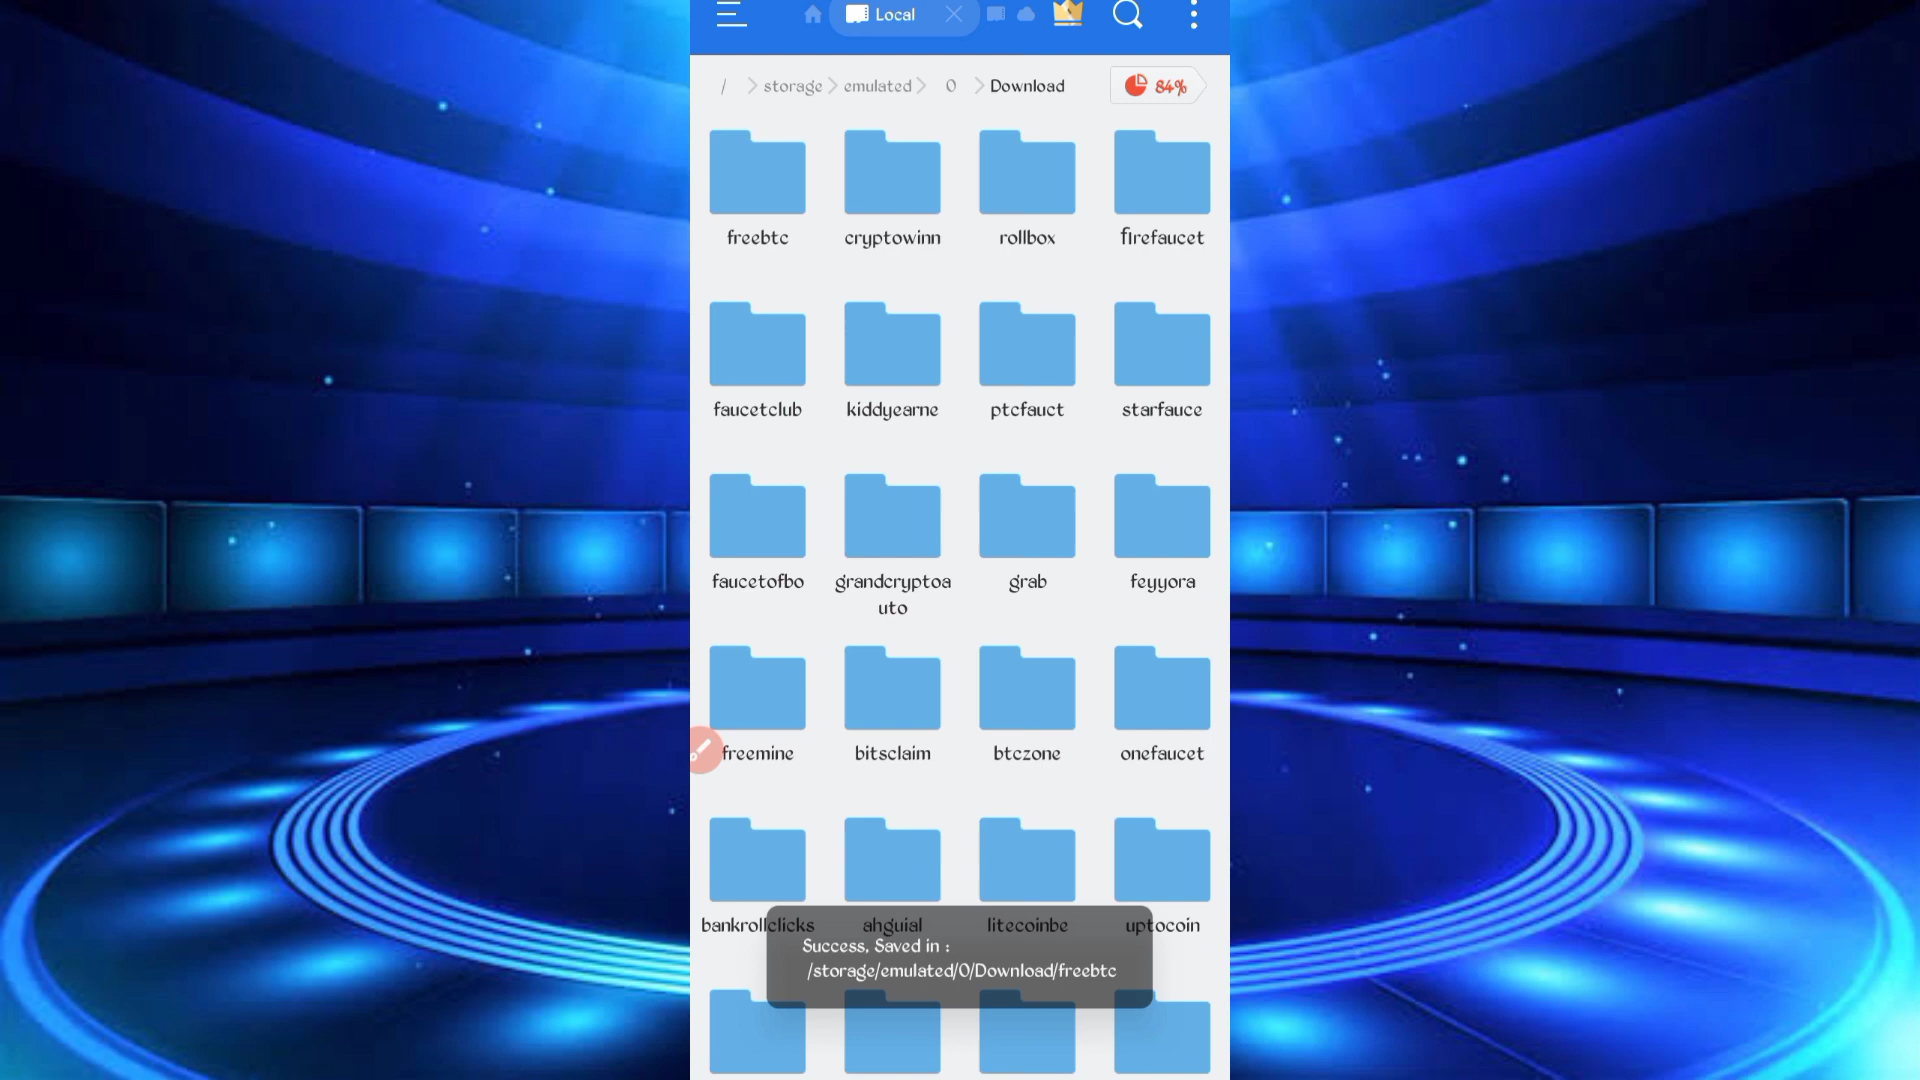 Local
/ storage emulated 0 Download 84%
freebtc cryptowinn rollbox firefaucet
faucetclub kiddyearne ptcfauct starfauce
faucetofbo grandcryptoa grab feyyora
uto
freemine bitsclaim btczone onefaucet
bankrollclicks ahguial litecoinbe uptocoin
Success, Saved in :
/storage/emulated/0/Download/freebtc